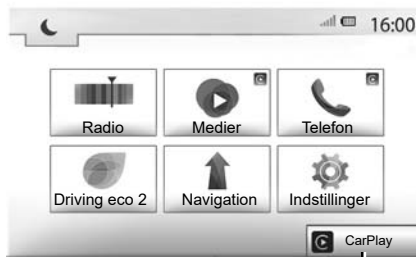 16:00
Radio Medier Telefon
Driving eco 2 Navigation Indstillinger
CarPlay